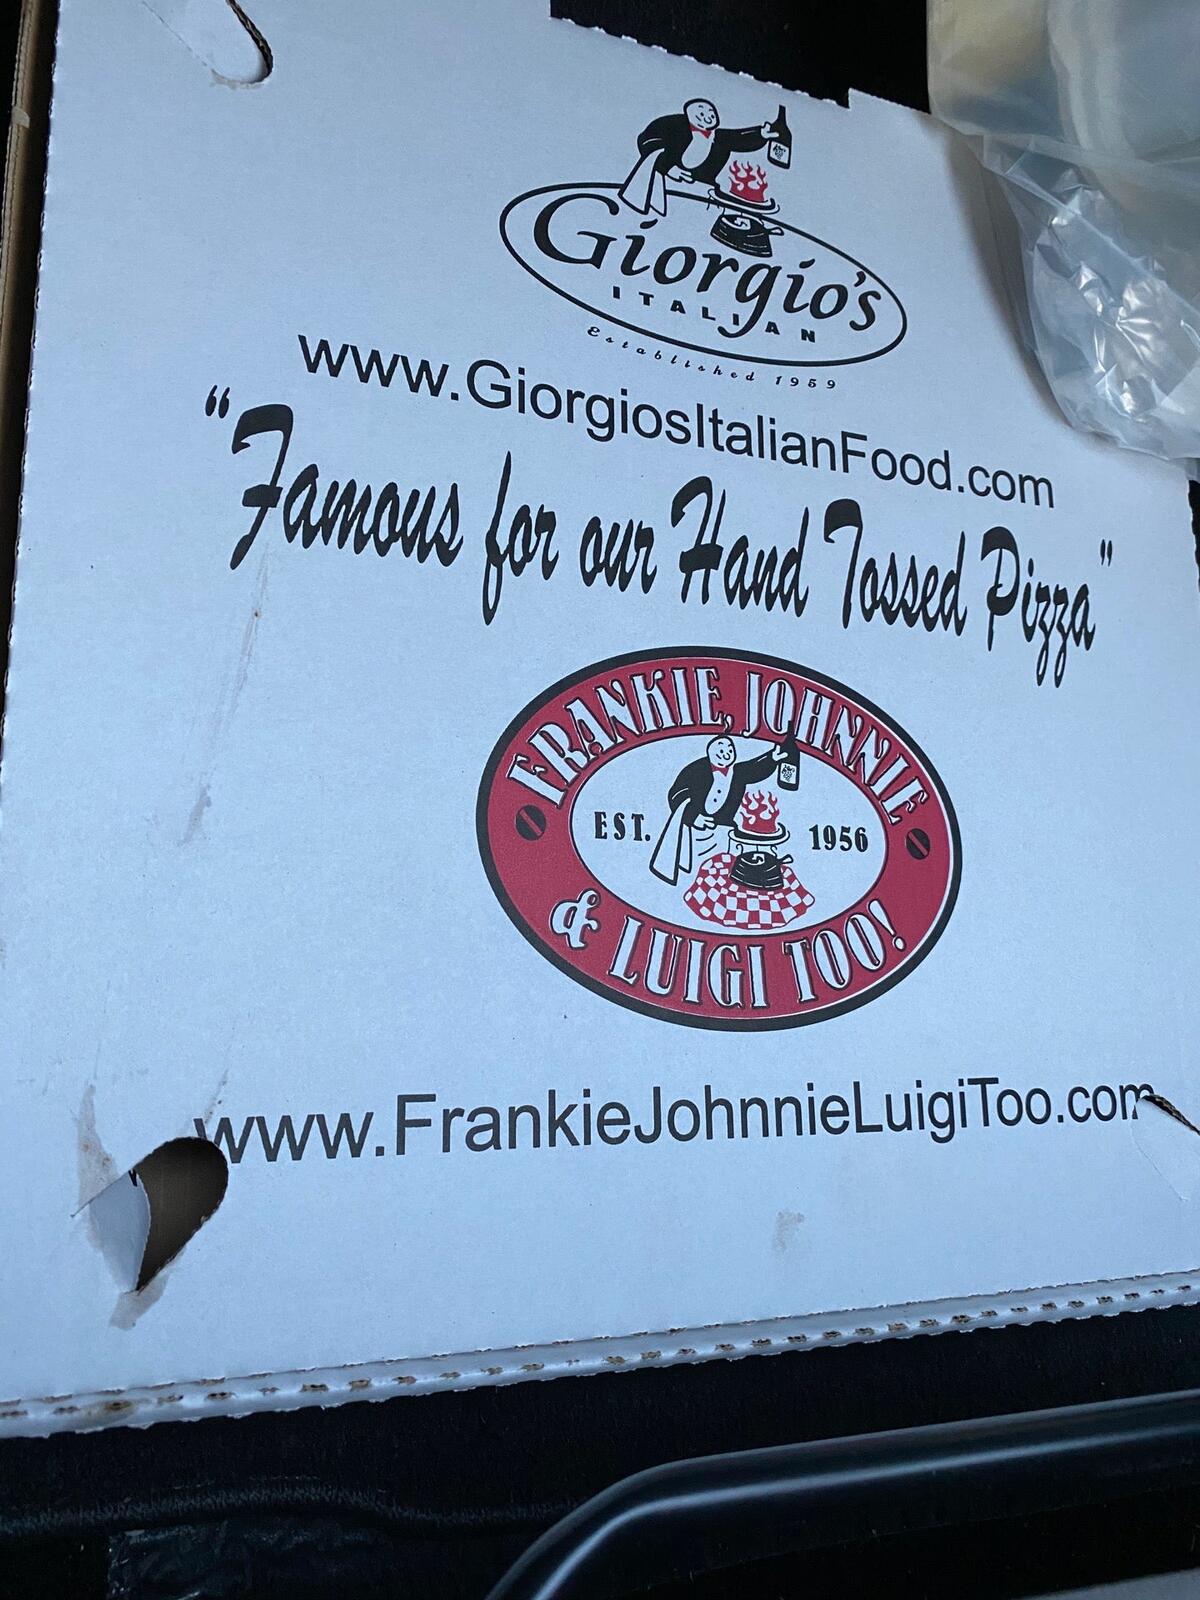 Giorgio's
ITALIAN
Established 1959
www.GiorgiosItalianFood.com
"Famous for our Hand Tossed Pizza"
FRANKIE, JOHNNIE
EST. 1956
& LUIGI TOO!
www.FrankieJohnnieLuigiToo.com